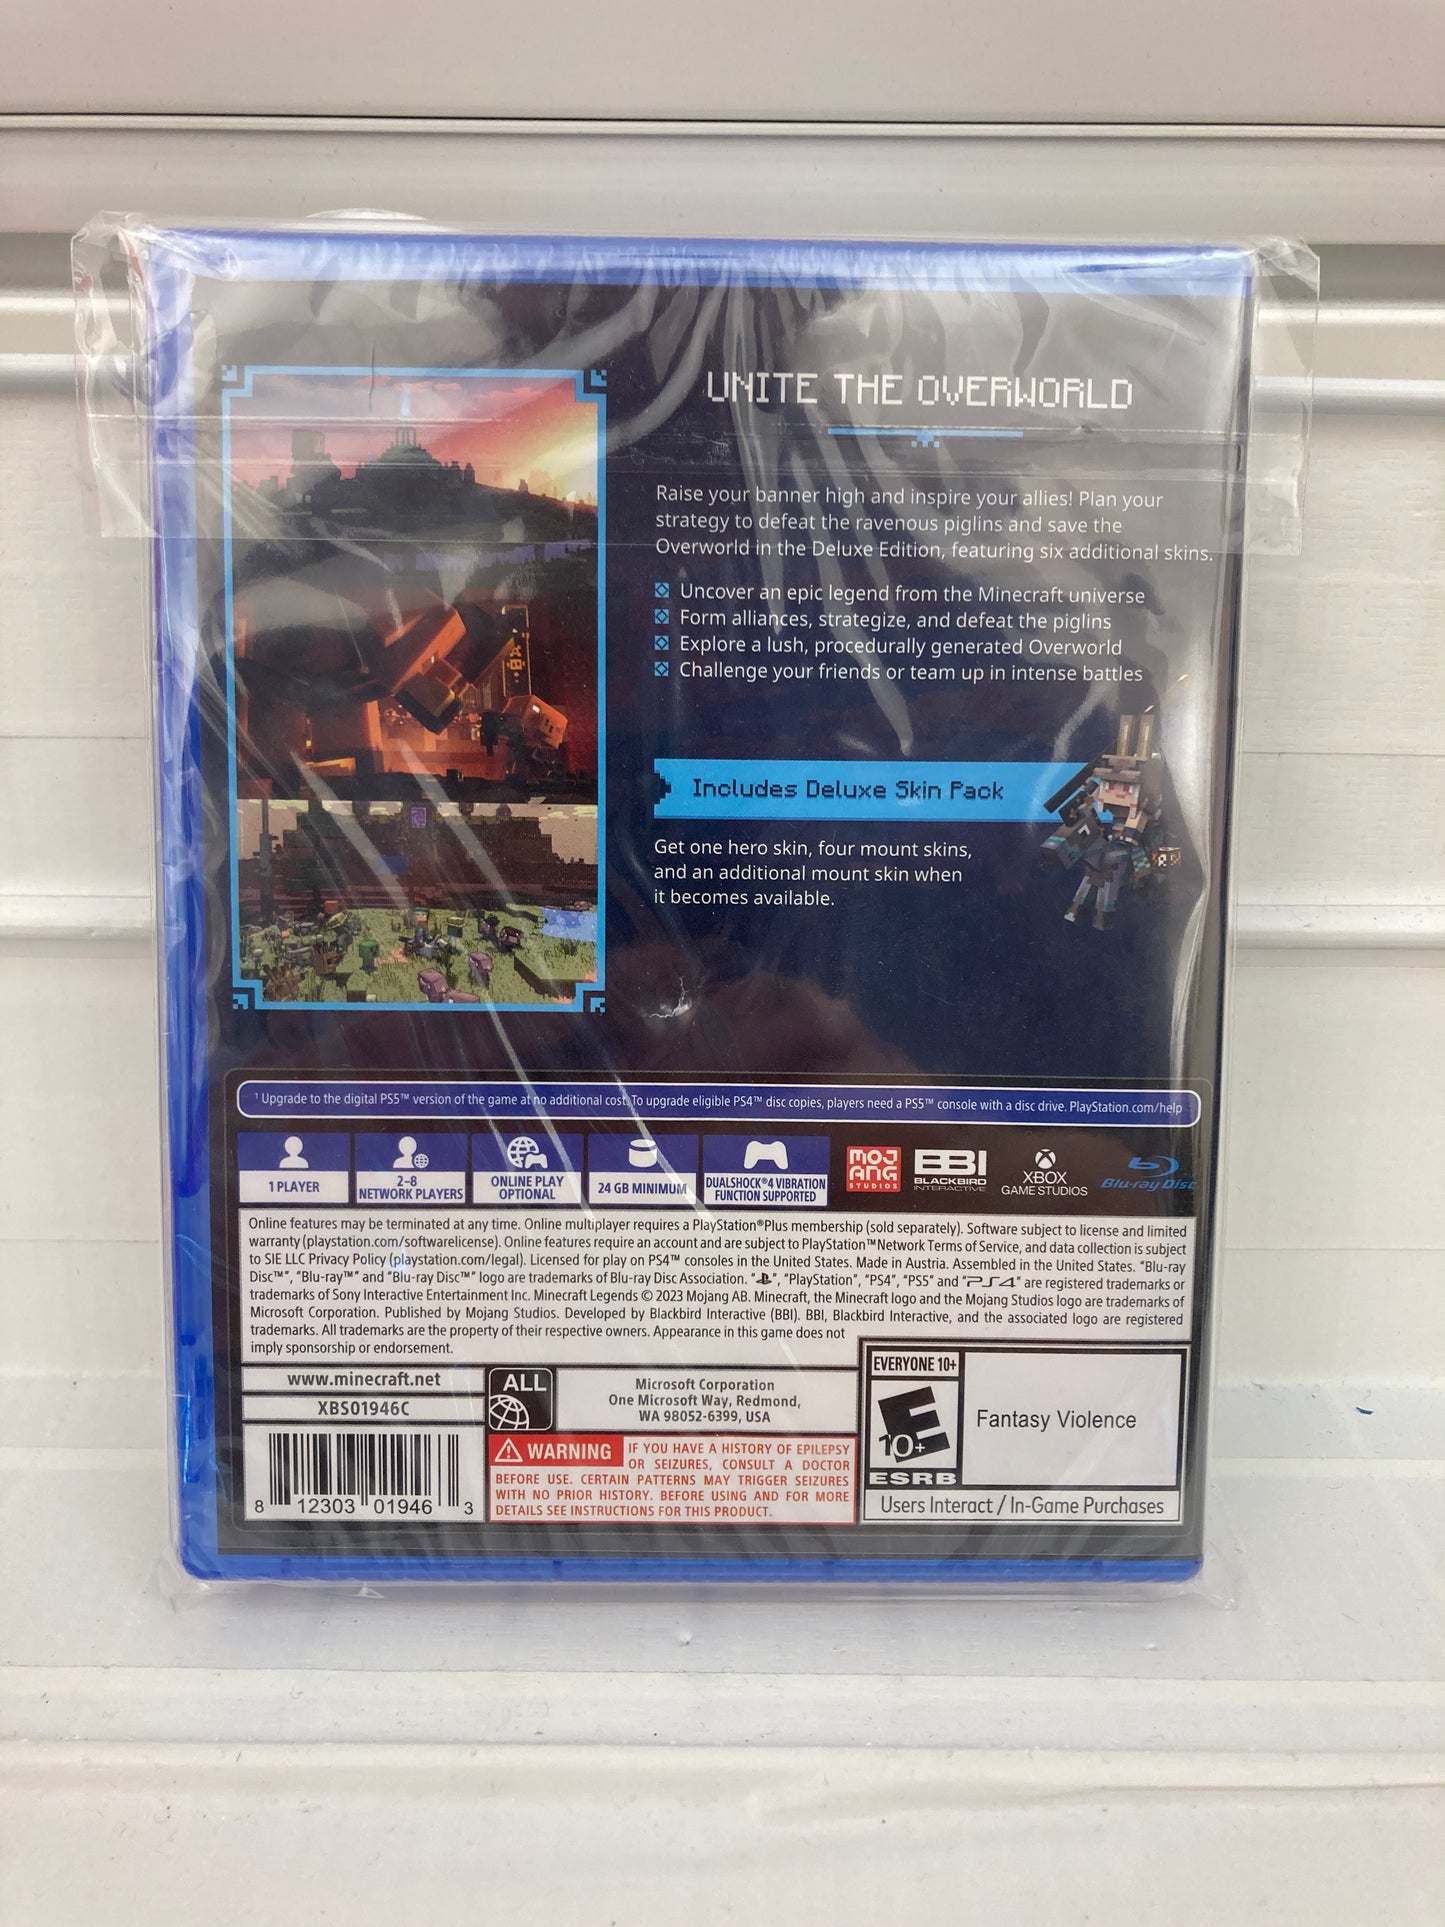 UNITE THE OVERWORLD
Raise your banner high and inspire your allies! Plan your
strategy to defeat the ravenous piglins and save the
Overworld in the Deluxe Edition, featuring six additional skins.
Uncover an epic legend from the Minecraft universe
Form alliances, strategize, and defeat the piglins
Explore a lush, procedurally generated Overworld
Challenge your friends or team up in intense battles
Includes Deluxe Skin Pack
Get one hero skin, four mount skins,
and an additional mount skin when
it becomes available.
¹ Upgrade to the digital PS5™ version of the game at no additional cost. To upgrade eligible PS4™ disc copies, players need a PS5™ console with a disc drive. PlayStation.com/help
1 PLAYER
2–8
NETWORK PLAYERS
ONLINE PLAY
OPTIONAL
24 GB MINIMUM
DUALSHOCK®4 VIBRATION
FUNCTION SUPPORTED
MOJ
ANG
STUDIOS
BBI
BLACKBIRD
INTERACTIVE
XBOX
GAME STUDIOS
Blu-ray Disc
Online features may be terminated at any time. Online multiplayer requires a PlayStation®Plus membership (sold separately). Software subject to license and limited
warranty (playstation.com/softwarelicense). Online features require an account and are subject to PlayStation™Network Terms of Service, and data collection is subject
to SIE LLC Privacy Policy (playstation.com/legal). Licensed for play on PS4™ consoles in the United States. Made in Austria. Assembled in the United States. "Blu-ray
Disc™", "Blu-ray™" and "Blu-ray Disc™" logo are trademarks of Blu-ray Disc Association. "", "PlayStation", "PS4", "PS5" and "PS4" are registered trademarks or
trademarks of Sony Interactive Entertainment Inc. Minecraft Legends © 2023 Mojang AB. Minecraft, the Minecraft logo and the Mojang Studios logo are trademarks of
Microsoft Corporation. Published by Mojang Studios. Developed by Blackbird Interactive (BBI). BBI, Blackbird Interactive, and the associated logo are registered
trademarks. All trademarks are the property of their respective owners. Appearance in this game does not
imply sponsorship or endorsement.
www.minecraft.net
XBS01946C
ALL
Microsoft Corporation
One Microsoft Way, Redmond,
WA 98052-6399, USA
WARNING IF YOU HAVE A HISTORY OF EPILEPSY
OR SEIZURES, CONSULT A DOCTOR
BEFORE USE. CERTAIN PATTERNS MAY TRIGGER SEIZURES
WITH NO PRIOR HISTORY. BEFORE USING AND FOR MORE
DETAILS SEE INSTRUCTIONS FOR THIS PRODUCT.
8 12303 01946 3
EVERYONE 10+
E
10+
ESRB
Fantasy Violence
Users Interact / In-Game Purchases